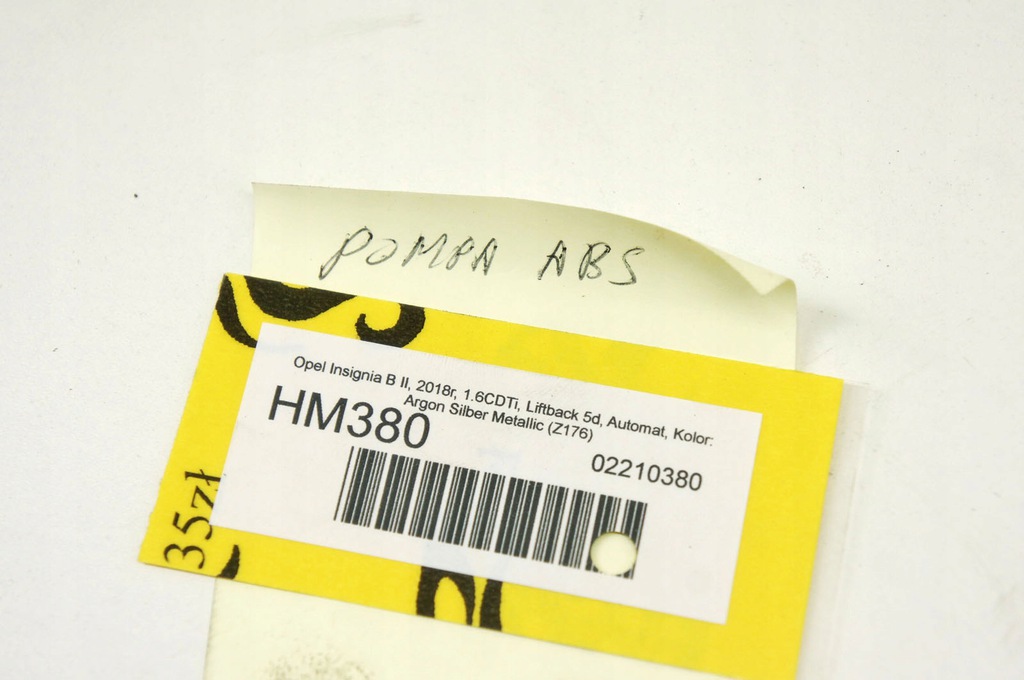 POMPA ABS
Opel Insignia B II, 2018r, 1.6CDTi, Liftback 5d, Automat, Kolor:
Argon Silber Metallic (Z176)
HM380
02210380
35zł